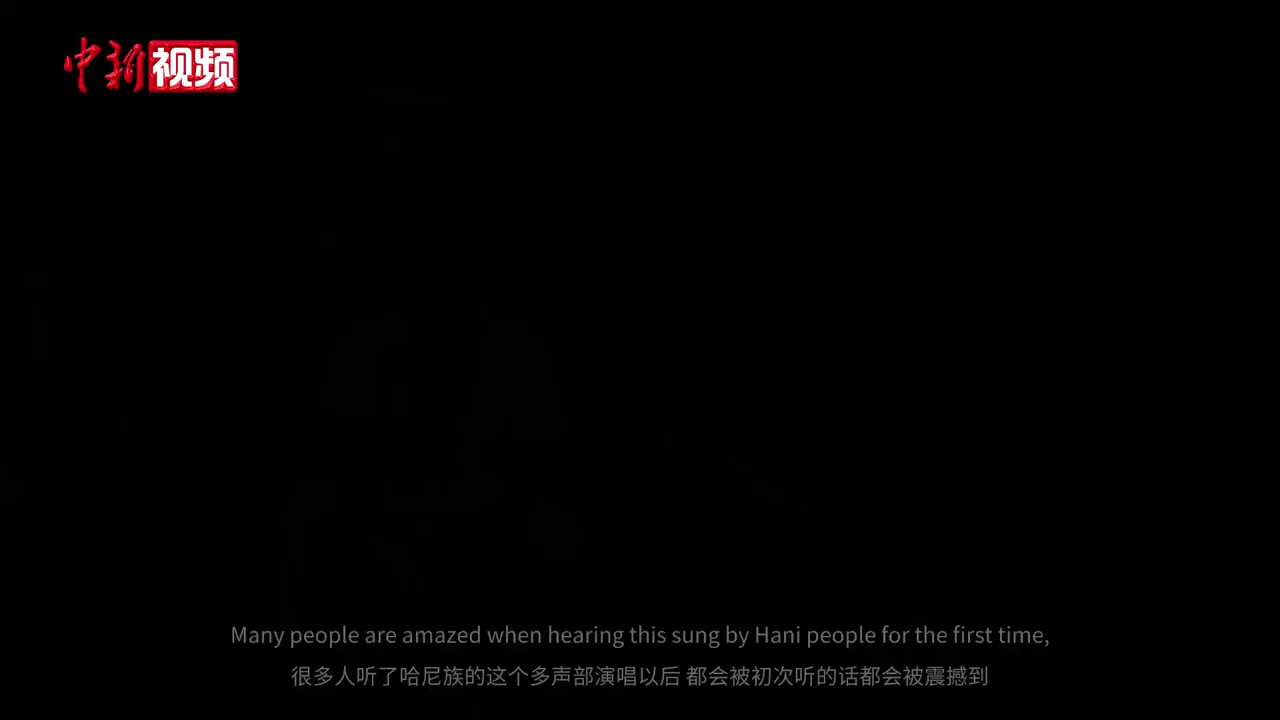 中新视频
Many people are amazed when hearing this sung by Hani people for the first time,
很多人听了哈尼族的这个多声部演唱以后 都会被初次听的话都会被震撼到